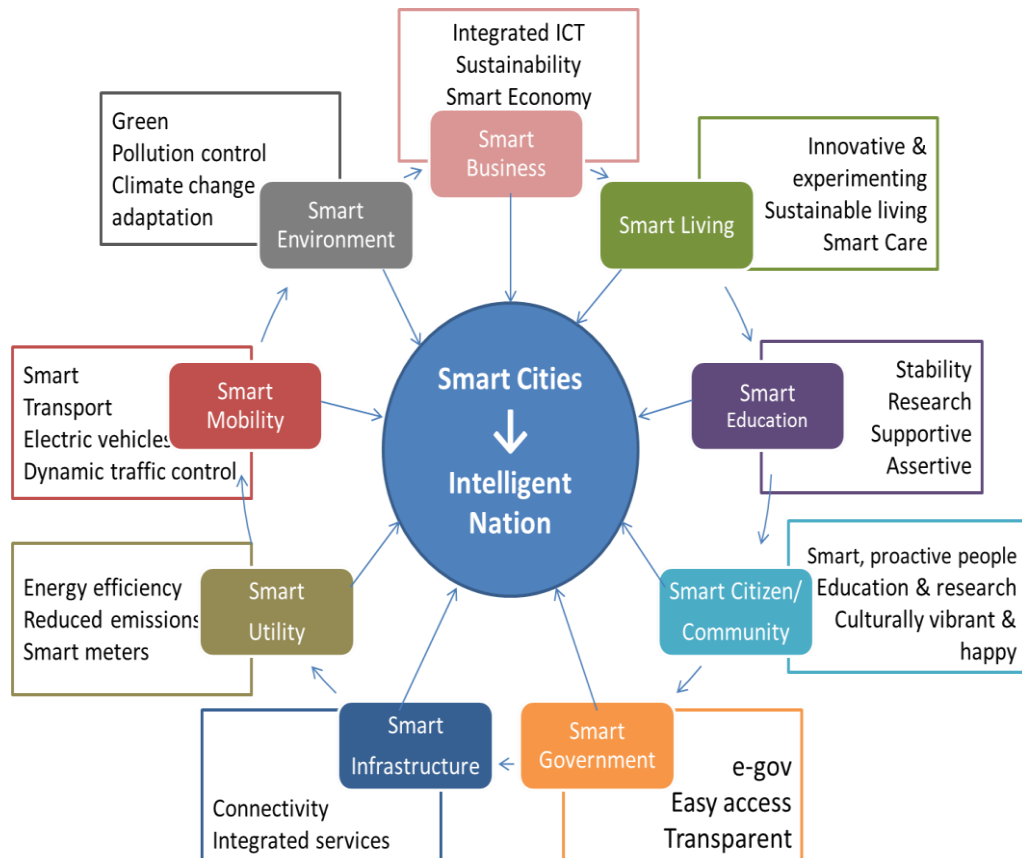 Integrated ICT
Sustainability
Smart Economy
Smart
Business
Green
Pollution control
Climate change
adaptation
Smart
Environment
Innovative &
experimenting
Sustainable living
Smart Care
Smart Living
Smart
Transport
Electric vehicles
Dynamic traffic control
Smart
Mobility
Smart Cities
Intelligent
Nation
Smart
Education
Stability
Research
Supportive
Assertive
Energy efficiency
Reduced emissions
Smart meters
Smart
Utility
Smart Citizen/
Community
Smart, proactive people
Education & research
Culturally vibrant &
happy
Smart
Infrastructure
Connectivity
Integrated services
Smart
Government
e-gov
Easy access
Transparent